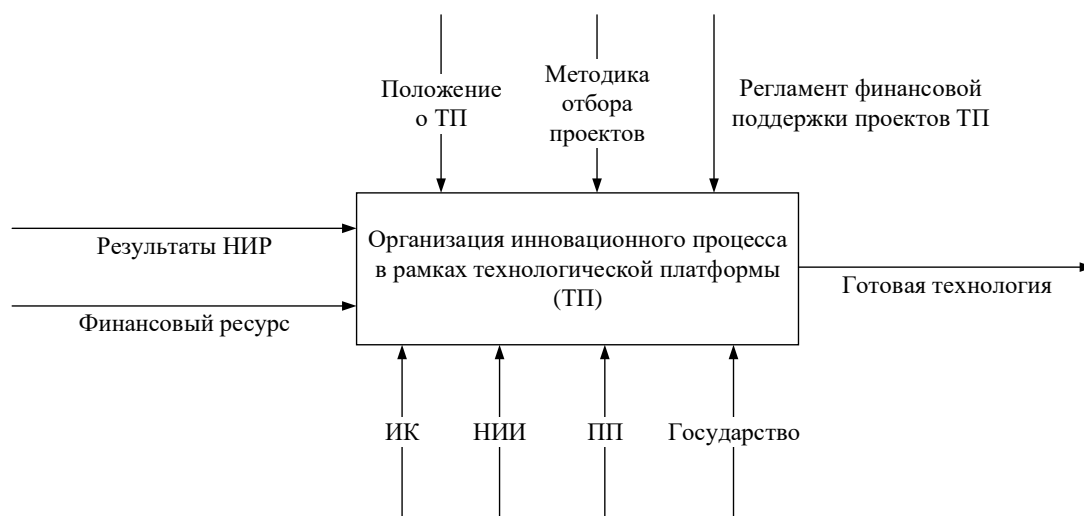 Положение
о ТП
Методика
отбора
проектов
Регламент финансовой
поддержки проектов ТП
Результаты НИР
Финансовый ресурс
Организация инновационного процесса
в рамках технологической платформы
(ТП)
Готовая технология
ИК
НИИ
ПП
Государство